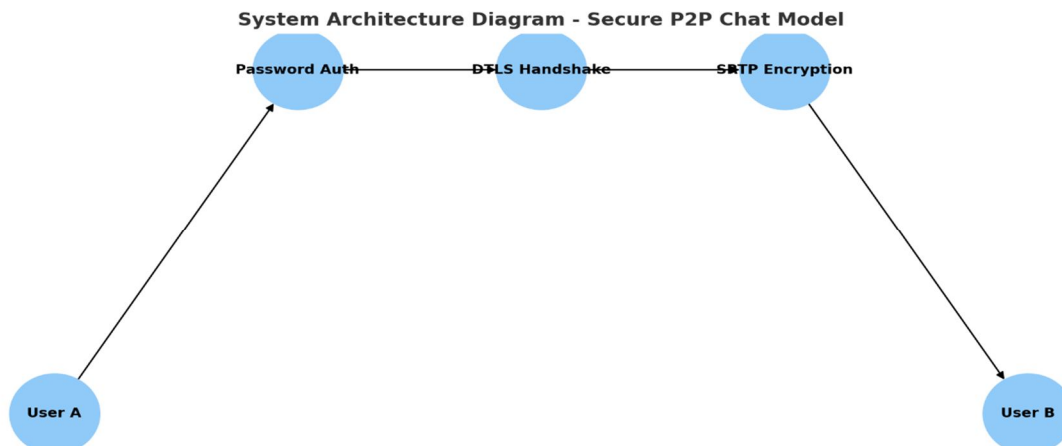 System Architecture Diagram - Secure P2P Chat Model
Password Auth
DTLS Handshake
SRTP Encryption
User A
User B